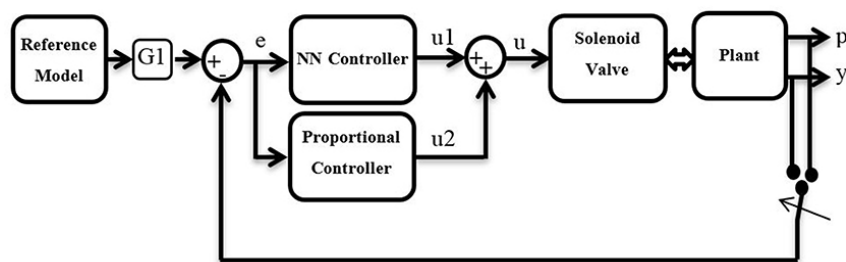 Reference
Model
G1
+
-
e
NN Controller
u1
Proportional
Controller
u2
+
+
u
Solenoid
Valve
Plant
p
y